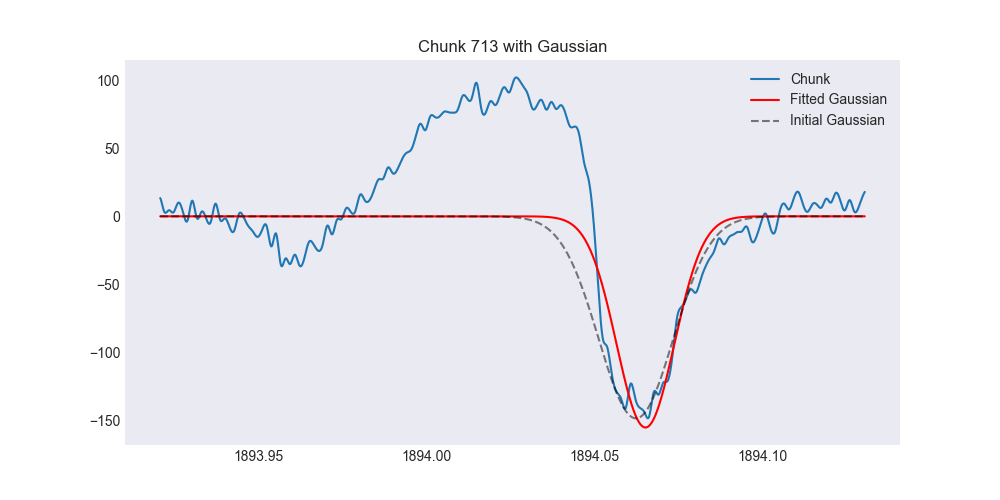 Chunk 713 with Gaussian
100
50
0
−50
−100
−150
1893.95
1894.00
1894.05
1894.10
Chunk
Fitted Gaussian
Initial Gaussian